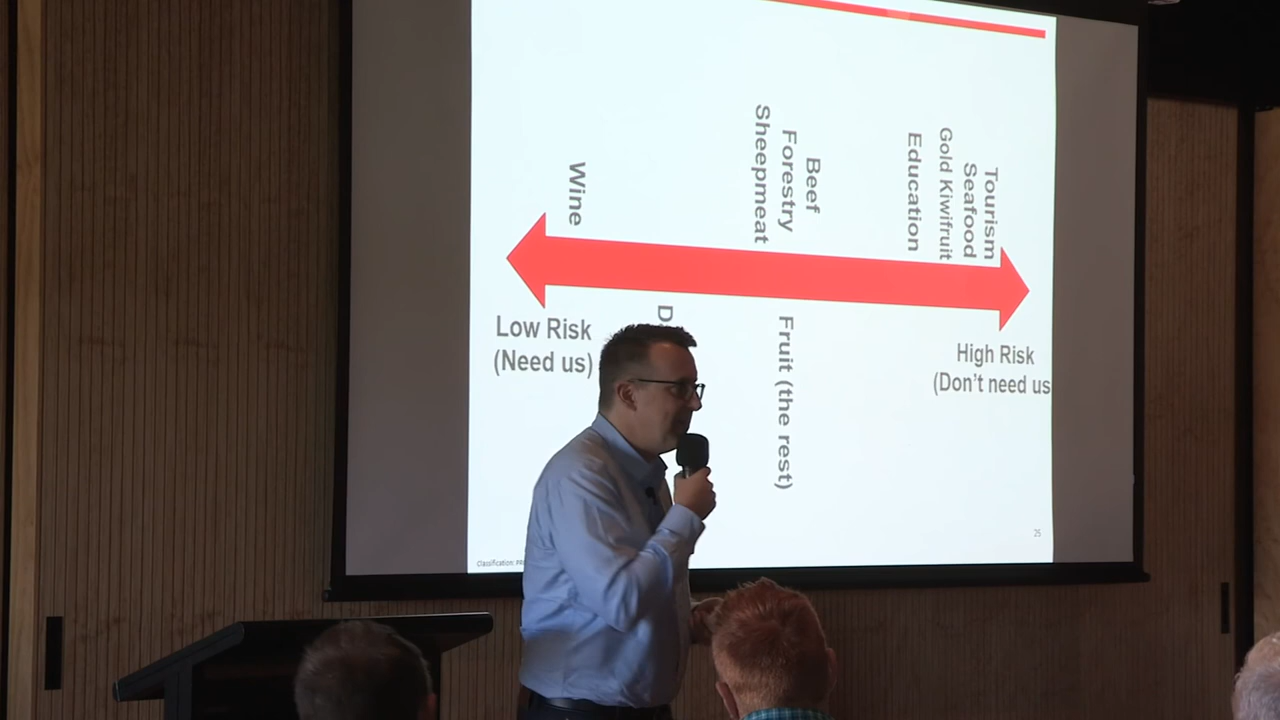 Wine
Sheepmeat
Forestry
Beef
Education
Gold Kiwifruit
Seafood
Tourism
Low Risk
(Need us)
Fruit (the rest)
High Risk
(Don't need us
25
Classification: